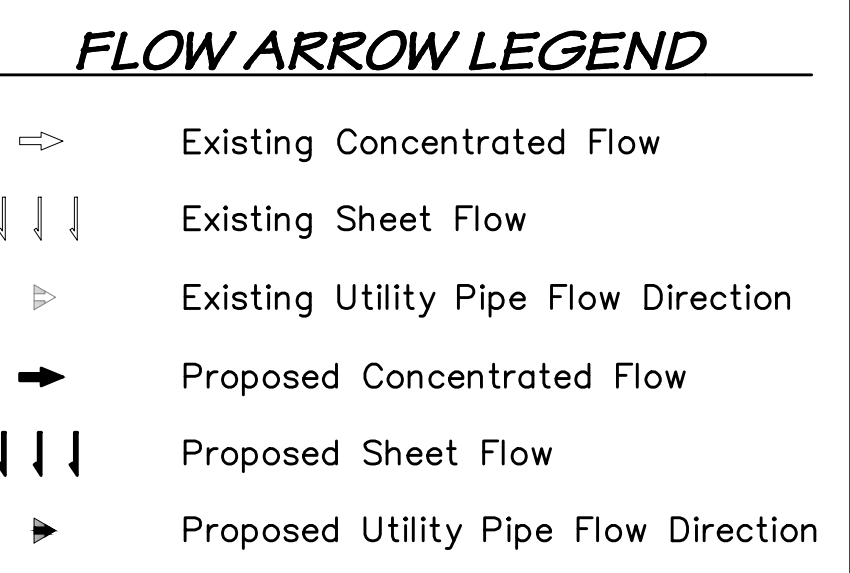 FLOW ARROW LEGEND
Existing Concentrated Flow
Existing Sheet Flow
Existing Utility Pipe Flow Direction
Proposed Concentrated Flow
Proposed Sheet Flow
Proposed Utility Pipe Flow Direction